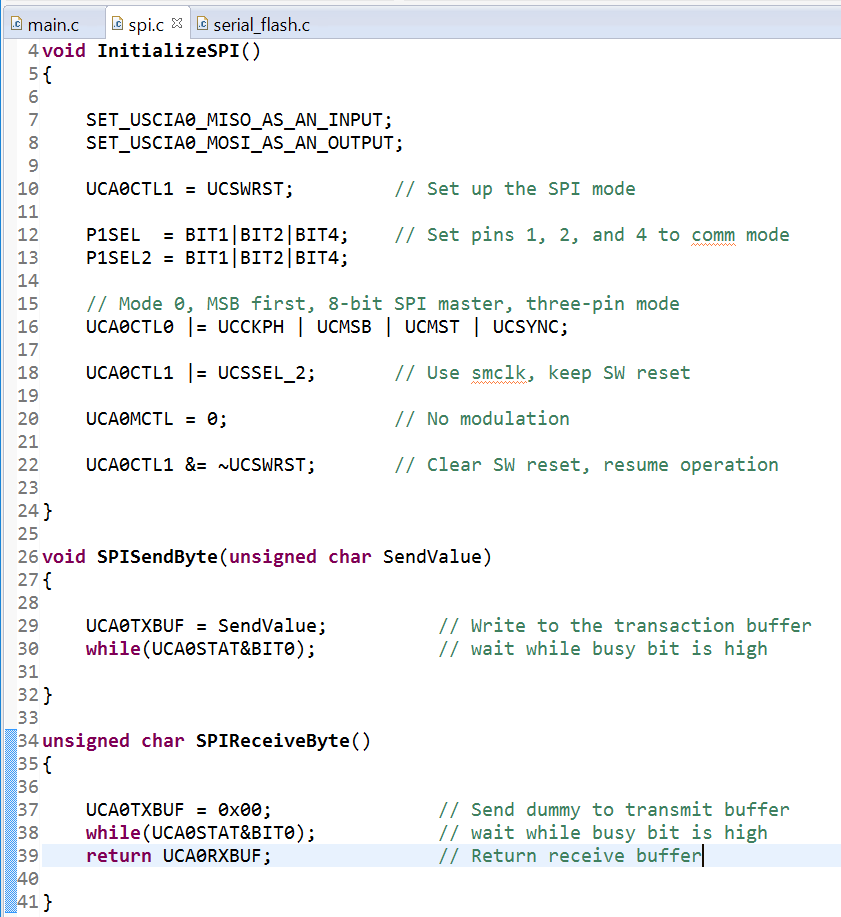 main.c spi.c serial_flash.c
4 void InitializeSPI()
5 {
6
7     SET_USCIA0_MISO_AS_AN_INPUT;
8     SET_USCIA0_MOSI_AS_AN_OUTPUT;
9
10     UCA0CTL1 = UCSWRST;         // Set up the SPI mode
11
12     P1SEL  = BIT1|BIT2|BIT4;    // Set pins 1, 2, and 4 to comm mode
13     P1SEL2 = BIT1|BIT2|BIT4;
14
15     // Mode 0, MSB first, 8-bit SPI master, three-pin mode
16     UCA0CTL0 |= UCCKPH | UCMSB | UCMST | UCSYNC;
17
18     UCA0CTL1 |= UCSSEL_2;       // Use smclk, keep SW reset
19
20     UCA0MCTL = 0;               // No modulation
21
22     UCA0CTL1 &= ~UCSWRST;       // Clear SW reset, resume operation
23
24 }
25
26 void SPISendByte(unsigned char SendValue)
27 {
28
29     UCA0TXBUF = SendValue;          // Write to the transaction buffer
30     while(UCA0STAT&BIT0);           // wait while busy bit is high
31
32 }
33
34 unsigned char SPIReceiveByte()
35 {
36
37     UCA0TXBUF = 0x00;               // Send dummy to transmit buffer
38     while(UCA0STAT&BIT0);           // wait while busy bit is high
39     return UCA0RXBUF;               // Return receive buffer
40
41 }